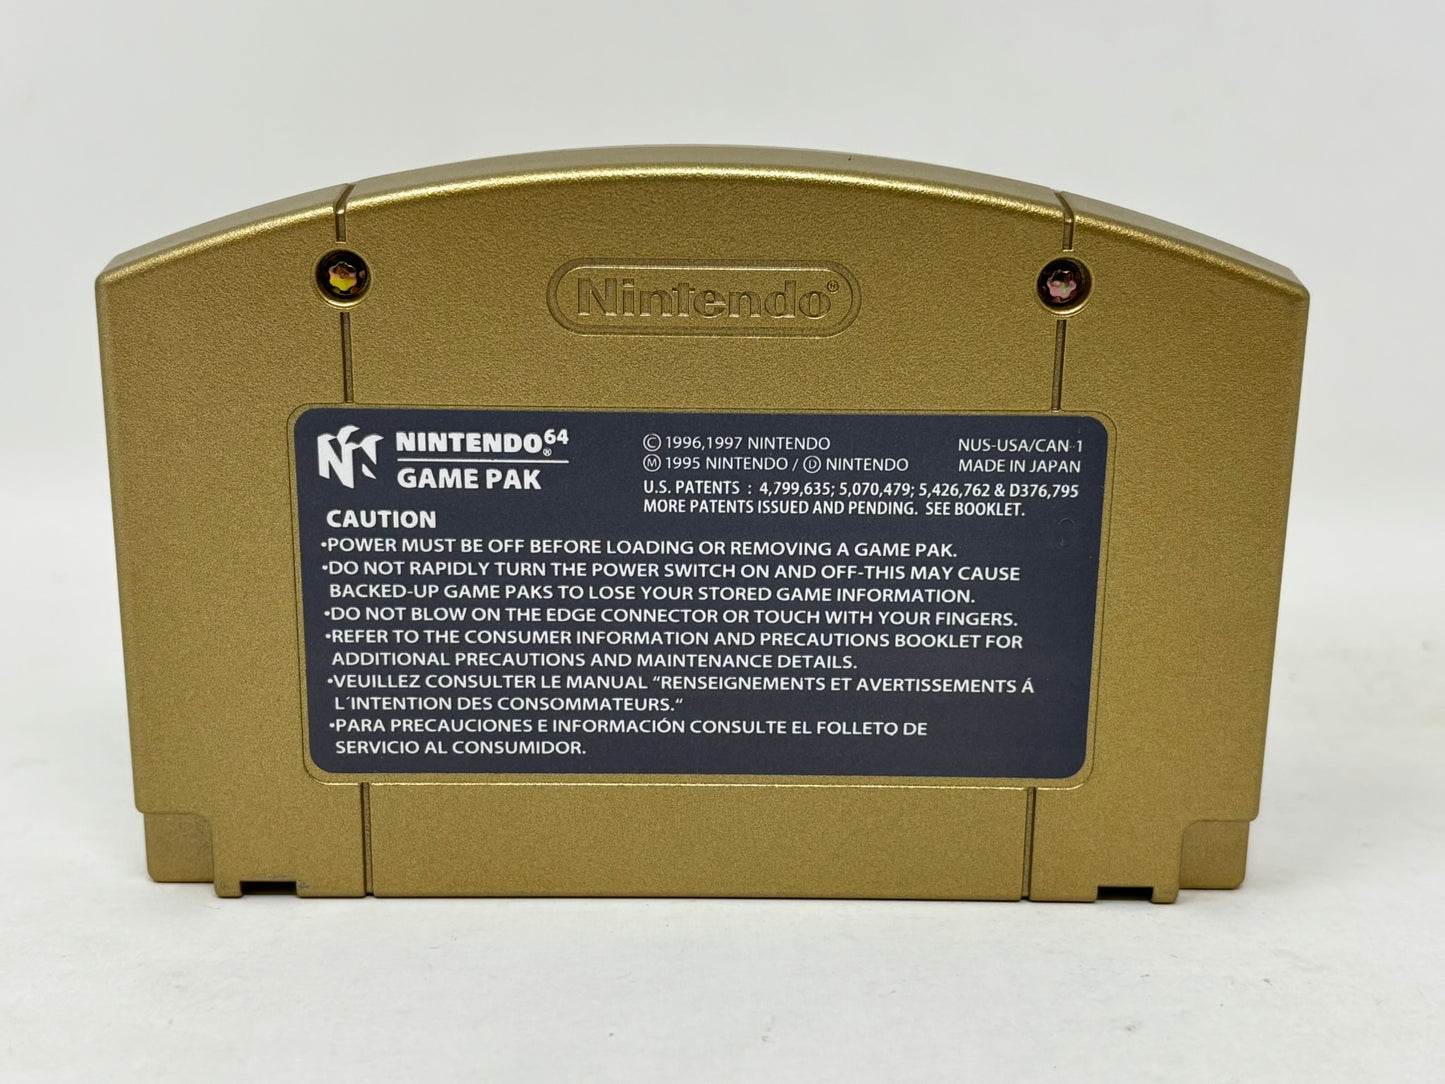 Nintendo®
NINTENDO64®
GAME PAK
© 1996,1997 NINTENDO
Ⓜ 1995 NINTENDO / Ⓓ NINTENDO
NUS-USA/CAN-1
MADE IN JAPAN
U.S. PATENTS : 4,799,635; 5,070,479; 5,426,762 & D376,795
MORE PATENTS ISSUED AND PENDING. SEE BOOKLET.
CAUTION
•POWER MUST BE OFF BEFORE LOADING OR REMOVING A GAME PAK.
•DO NOT RAPIDLY TURN THE POWER SWITCH ON AND OFF-THIS MAY CAUSE
BACKED-UP GAME PAKS TO LOSE YOUR STORED GAME INFORMATION.
•DO NOT BLOW ON THE EDGE CONNECTOR OR TOUCH WITH YOUR FINGERS.
•REFER TO THE CONSUMER INFORMATION AND PRECAUTIONS BOOKLET FOR
ADDITIONAL PRECAUTIONS AND MAINTENANCE DETAILS.
•VEUILLEZ CONSULTER LE MANUAL “RENSEIGNEMENTS ET AVERTISSEMENTS Á
L´INTENTION DES CONSOMMATEURS.“
•PARA PRECAUCIONES E INFORMACIÓN CONSULTE EL FOLLETO DE
SERVICIO AL CONSUMIDOR.